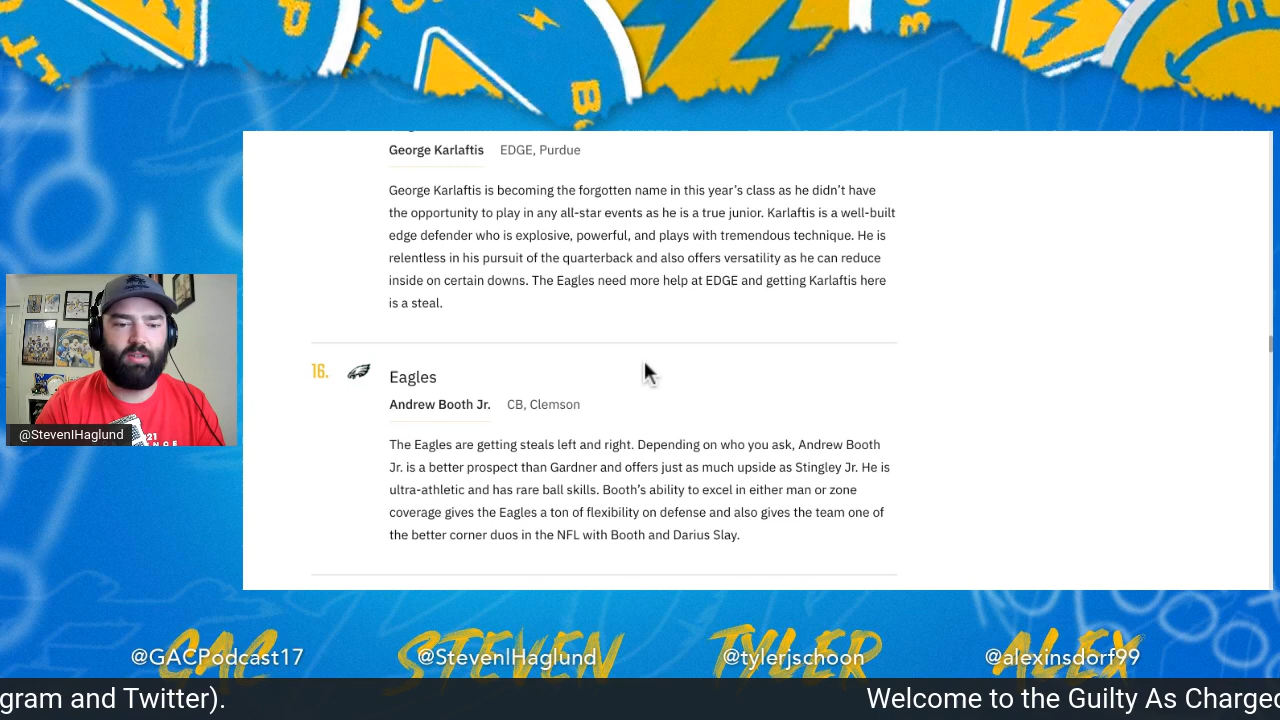 George Karlaftis EDGE, Purdue
George Karlaftis is becoming the forgotten name in this year’s class as he didn’t have
the opportunity to play in any all-star events as he is a true junior. Karlaftis is a well-built
edge defender who is explosive, powerful, and plays with tremendous technique. He is
relentless in his pursuit of the quarterback and also offers versatility as he can reduce
inside on certain downs. The Eagles need more help at EDGE and getting Karlaftis here
is a steal.
16. Eagles
Andrew Booth Jr. CB, Clemson
The Eagles are getting steals left and right. Depending on who you ask, Andrew Booth
Jr. is a better prospect than Gardner and offers just as much upside as Stingley Jr. He is
ultra-athletic and has rare ball skills. Booth’s ability to excel in either man or zone
coverage gives the Eagles a ton of flexibility on defense and also gives the team one of
the better corner duos in the NFL with Booth and Darius Slay.
@StevenIHaglund
GAC STEVEN TYLER ALEX
@GACPodcast17 @StevenIHaglund @tylerjschoon @alexinsdorf99
gram and Twitter). Welcome to the Guilty As Charged